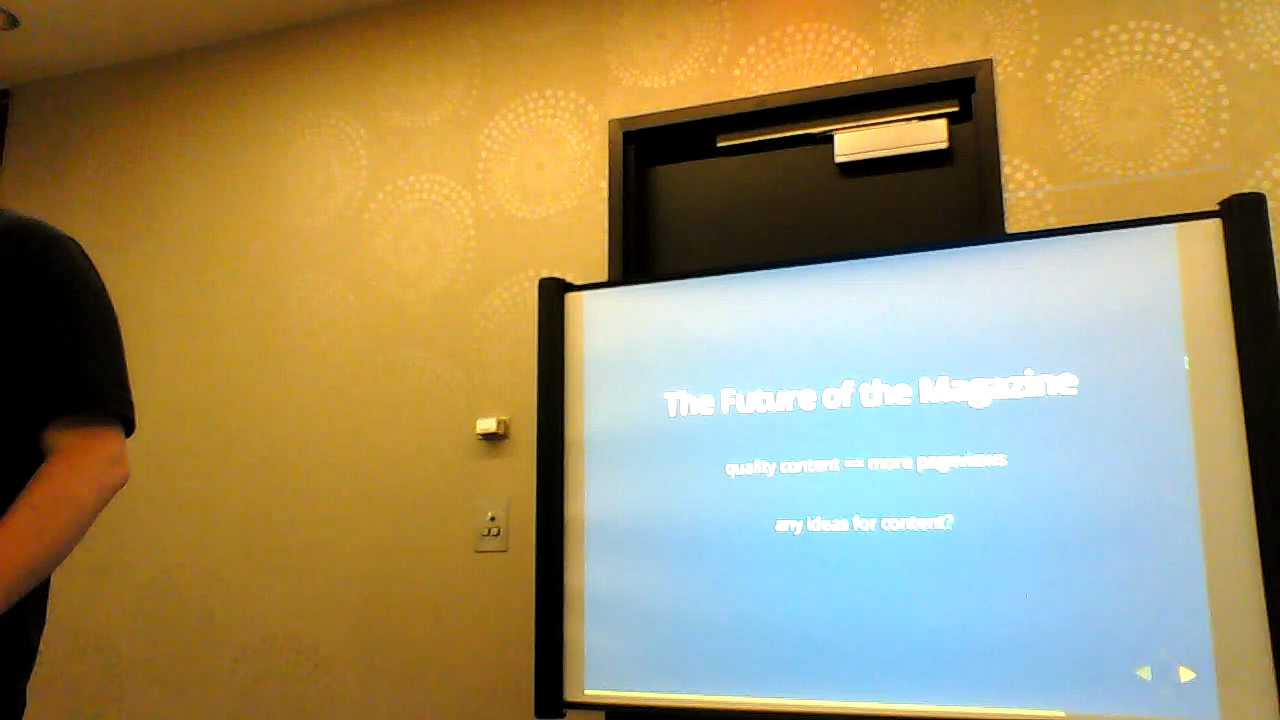 The Future of the Magazine
quality content == more pageviews
any ideas for content?